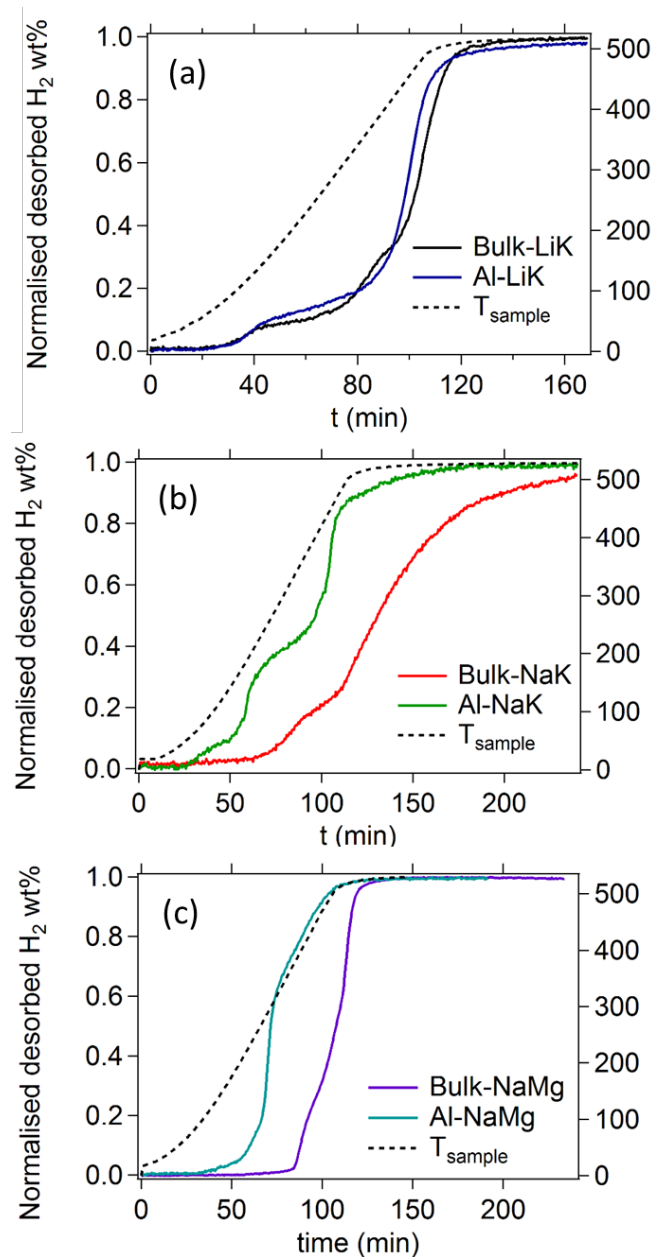 (a)
Normalised desorbed H2 wt%
1.0
0.8
0.6
0.4
0.2
0.0
500
400
300
200
100
0
Bulk-LiK
Al-LiK
Tsample
0
40
80
120
160
t (min)
(b)
Normalised desorbed H2 wt%
1.0
0.8
0.6
0.4
0.2
0.0
500
400
300
200
100
0
Bulk-NaK
Al-NaK
Tsample
0
50
100
150
200
t (min)
(c)
Normalised desorbed H2 wt%
1.0
0.8
0.6
0.4
0.2
0.0
500
400
300
200
100
0
Bulk-NaMg
Al-NaMg
Tsample
0
50
100
150
200
time (min)